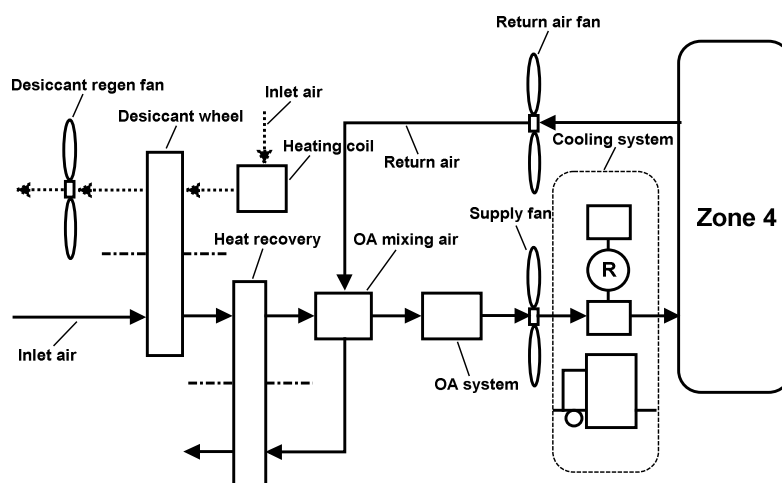 Return air fan
Desiccant regen fan
Inlet air
Desiccant wheel
Heating coil
Cooling system
Return air
Zone 4
Supply fan
Heat recovery
OA mixing air
R
Inlet air
OA system